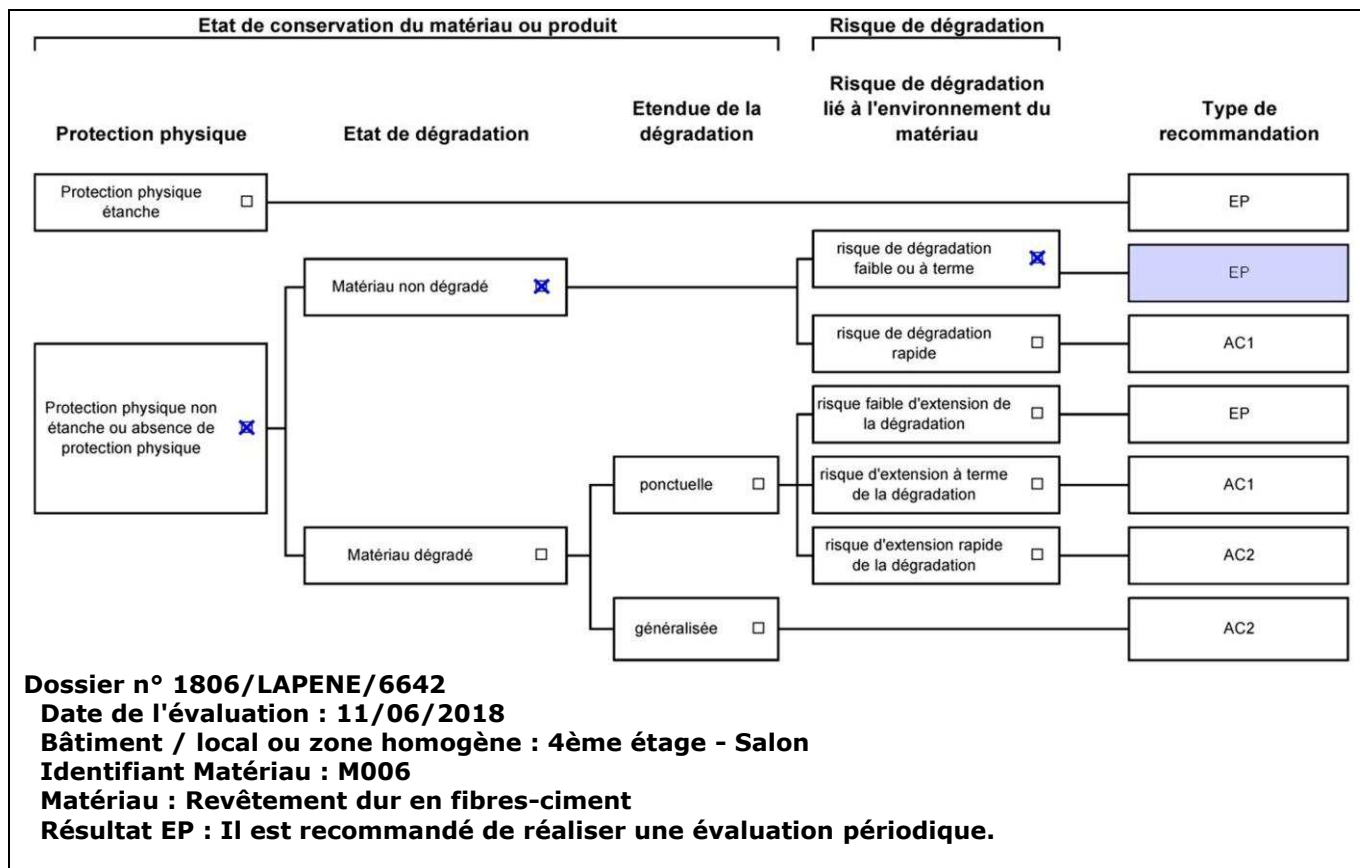 Etat de conservation du matériau ou produit
Risque de dégradation
Protection physique
Etat de dégradation
Etendue de la
dégradation
Risque de dégradation
lié à l'environnement du
matériau
Type de
recommandation
Protection physique
étanche
EP
risque de dégradation
faible ou à terme
Matériau non dégradé
EP
risque de dégradation
rapide
AC1
Protection physique non
étanche ou absence de
protection physique
risque faible d'extension de
la dégradation
EP
ponctuelle
risque d'extension à terme
de la dégradation
AC1
Matériau dégradé
risque d'extension rapide
de la dégradation
AC2
généralisée
AC2
Dossier n° 1806/LAPENE/6642
Date de l'évaluation : 11/06/2018
Bâtiment / local ou zone homogène : 4ème étage - Salon
Identifiant Matériau : M006
Matériau : Revêtement dur en fibres-ciment
Résultat EP : Il est recommandé de réaliser une évaluation périodique.